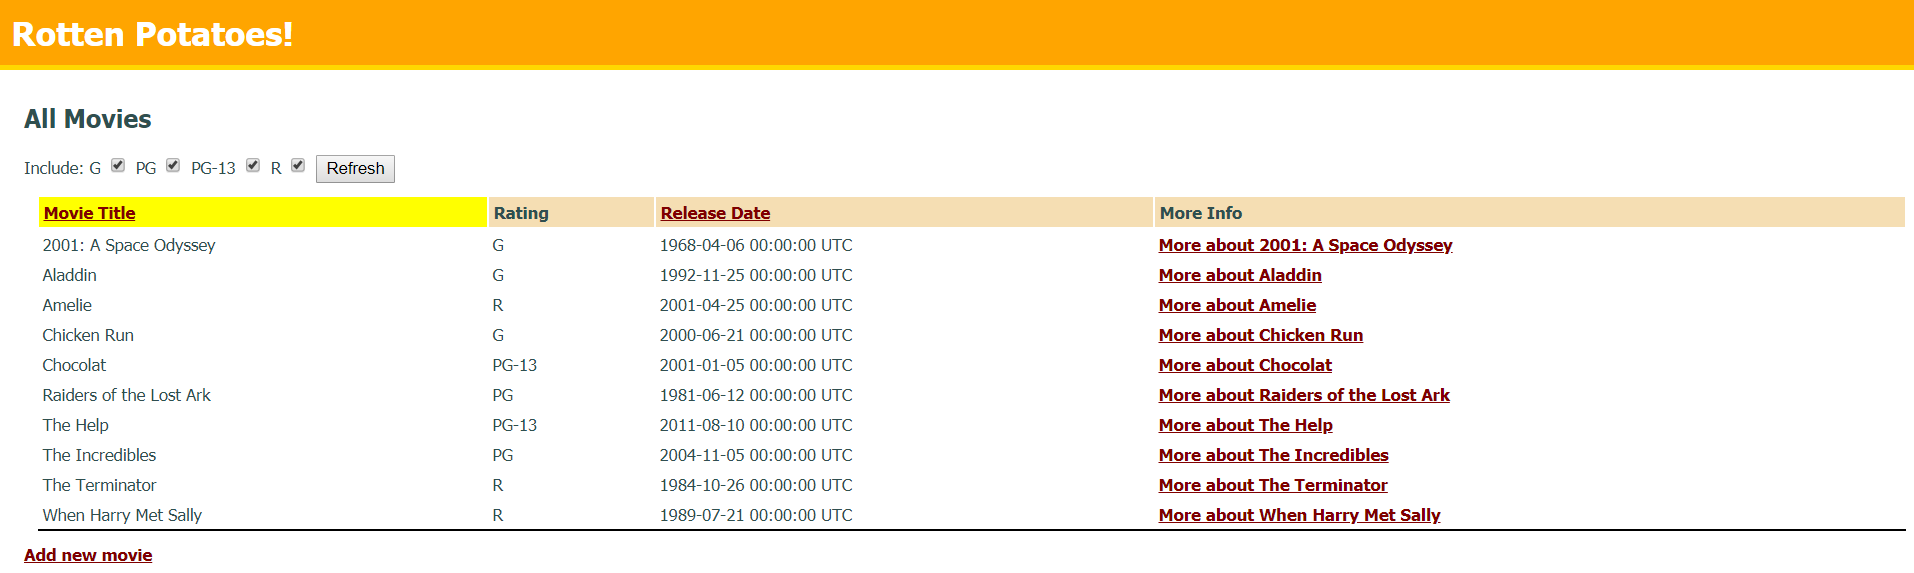 Rotten Potatoes!
All Movies
Include: G PG PG-13 R Refresh
Movie Title Rating Release Date More Info
2001: A Space Odyssey G 1968-04-06 00:00:00 UTC More about 2001: A Space Odyssey
Aladdin G 1992-11-25 00:00:00 UTC More about Aladdin
Amelie R 2001-04-25 00:00:00 UTC More about Amelie
Chicken Run G 2000-06-21 00:00:00 UTC More about Chicken Run
Chocolat PG-13 2001-01-05 00:00:00 UTC More about Chocolat
Raiders of the Lost Ark PG 1981-06-12 00:00:00 UTC More about Raiders of the Lost Ark
The Help PG-13 2011-08-10 00:00:00 UTC More about The Help
The Incredibles PG 2004-11-05 00:00:00 UTC More about The Incredibles
The Terminator R 1984-10-26 00:00:00 UTC More about The Terminator
When Harry Met Sally R 1989-07-21 00:00:00 UTC More about When Harry Met Sally
Add new movie